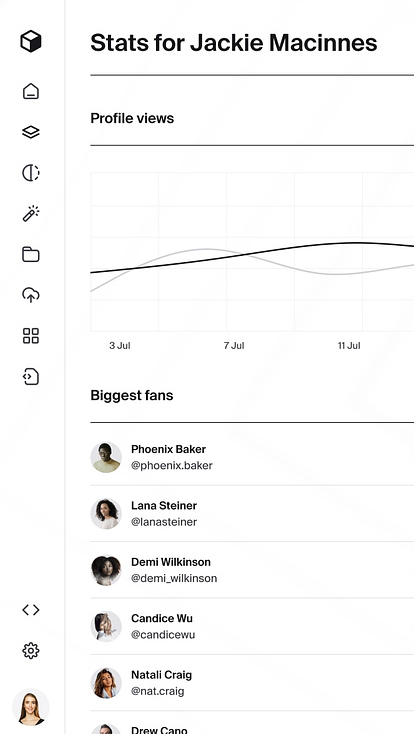 Stats for Jackie Macinnes
Profile views
3 Jul
7 Jul
11 Jul
Biggest fans
Phoenix Baker
@phoenix.baker
Lana Steiner
@lanasteiner
Demi Wilkinson
@demi_wilkinson
Candice Wu
@candicewu
Natali Craig
@nat.craig
Drew Cano